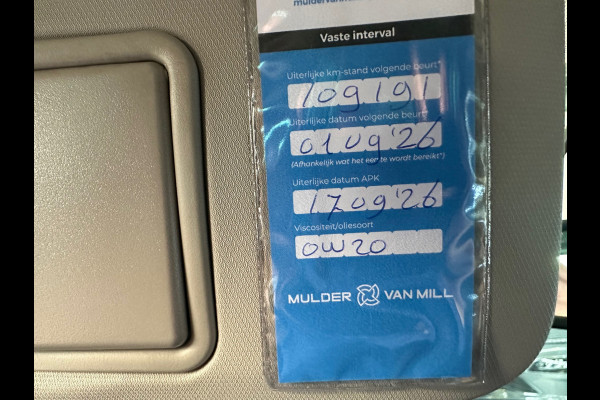 Vaste interval
Uiterlijke km-stand volgende beurt*
109191
Uiterlijke datum volgende beurt*
01 09 '26
(Afhankelijk wat het eerste wordt bereikt*)
Uiterlijke datum APK
17 09 '26
Viscositeit/oliesoort
0W20
MULDER VAN MILL